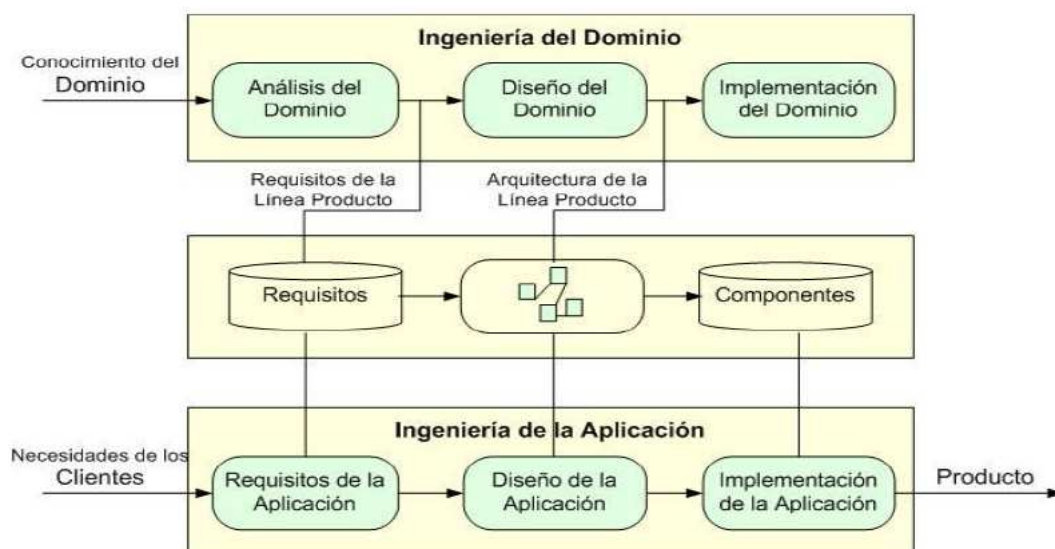 Ingeniería del Dominio
Conocimiento del
Dominio
Análisis del
Dominio
Diseño del
Dominio
Implementación
del Dominio
Requisitos de la
Línea Producto
Arquitectura de la
Línea Producto
Requisitos
Componentes
Ingeniería de la Aplicación
Necesidades de los
Clientes
Requisitos de la
Aplicación
Diseño de la
Aplicación
Implementación
de la Aplicación
Producto